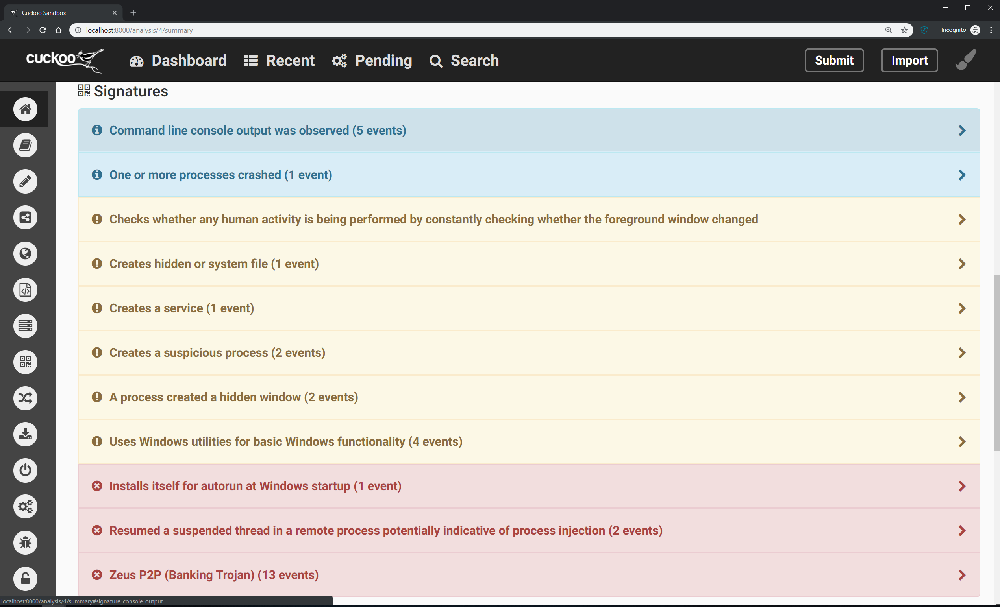 Cuckoo Sandbox
localhost:8000/analysis/4/summary
Incognito
cuckoo
Dashboard
Recent
Pending
Search
Submit
Import
Signatures
Command line console output was observed (5 events)
One or more processes crashed (1 event)
Checks whether any human activity is being performed by constantly checking whether the foreground window changed
Creates hidden or system file (1 event)
Creates a service (1 event)
Creates a suspicious process (2 events)
A process created a hidden window (2 events)
Uses Windows utilities for basic Windows functionality (4 events)
Installs itself for autorun at Windows startup (1 event)
Resumed a suspended thread in a remote process potentially indicative of process injection (2 events)
Zeus P2P (Banking Trojan) (13 events)
localhost:8000/analysis/4/summary#signature_console_output